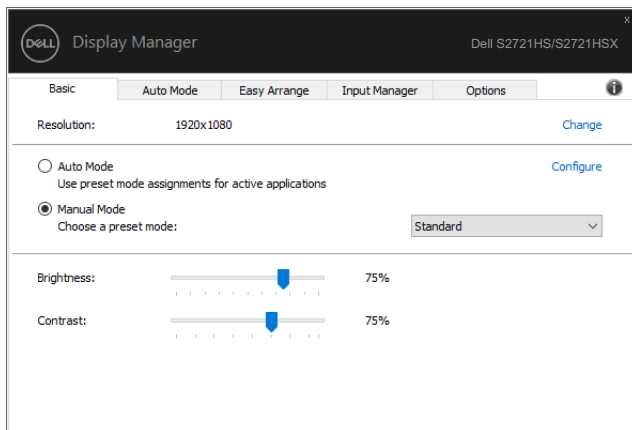 x
DELL Display Manager Dell S2721HS/S2721HSX
Basic Auto Mode Easy Arrange Input Manager Options
Resolution: 1920x1080 Change
Auto Mode Configure
Use preset mode assignments for active applications
Manual Mode
Choose a preset mode: Standard
Brightness: 75%
Contrast: 75%